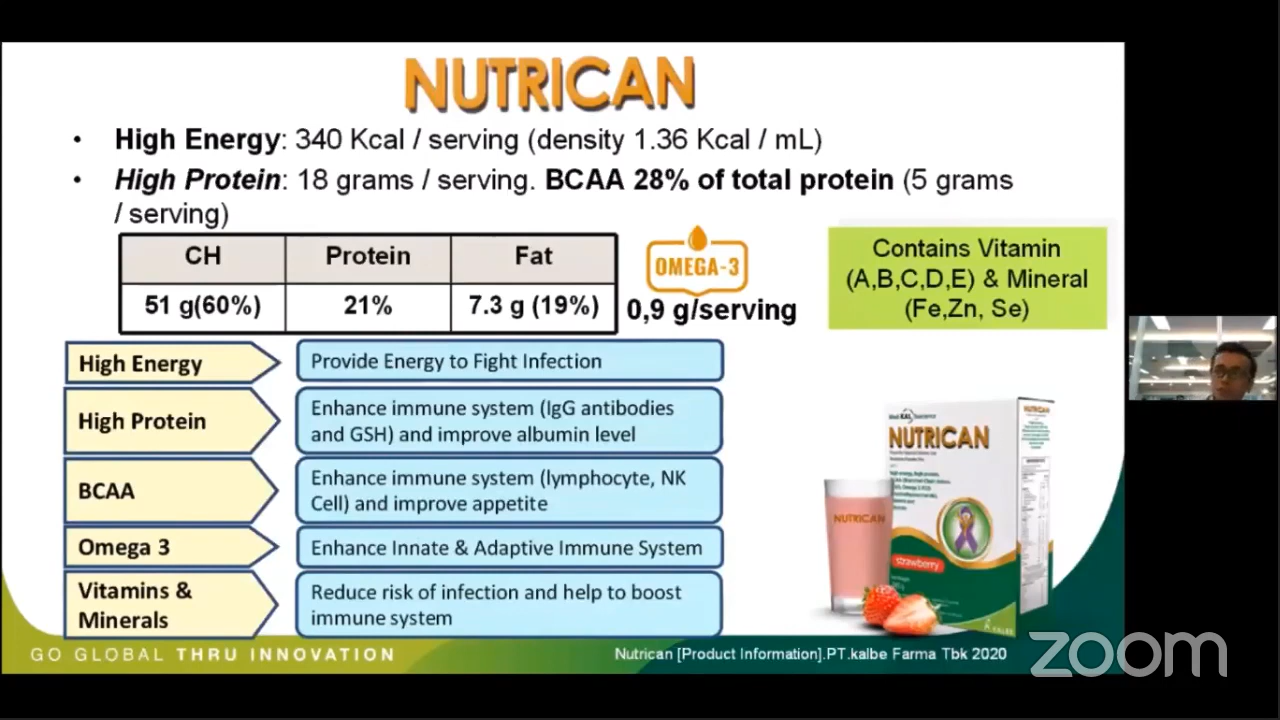 NUTRICAN
• High Energy: 340 Kcal / serving (density 1.36 Kcal / mL)
• High Protein: 18 grams / serving. BCAA 28% of total protein (5 grams
/ serving)
CH Protein Fat
51 g(60%) 21% 7.3 g (19%)
OMEGA-3
0,9 g/serving
Contains Vitamin
(A,B,C,D,E) & Mineral
(Fe,Zn, Se)
High Energy
Provide Energy to Fight Infection
High Protein
Enhance immune system (IgG antibodies
and GSH) and improve albumin level
BCAA
Enhance immune system (lymphocyte, NK
Cell) and improve appetite
Omega 3
Enhance Innate & Adaptive Immune System
Vitamins &
Minerals
Reduce risk of infection and help to boost
immune system
NUTRICAN
NUTRICAN
NUTRICAN
strawberry
KALBE
GO GLOBAL THRU INNOVATION
Nutrican [Product Information].PT.kalbe Farma Tbk 2020
zoom